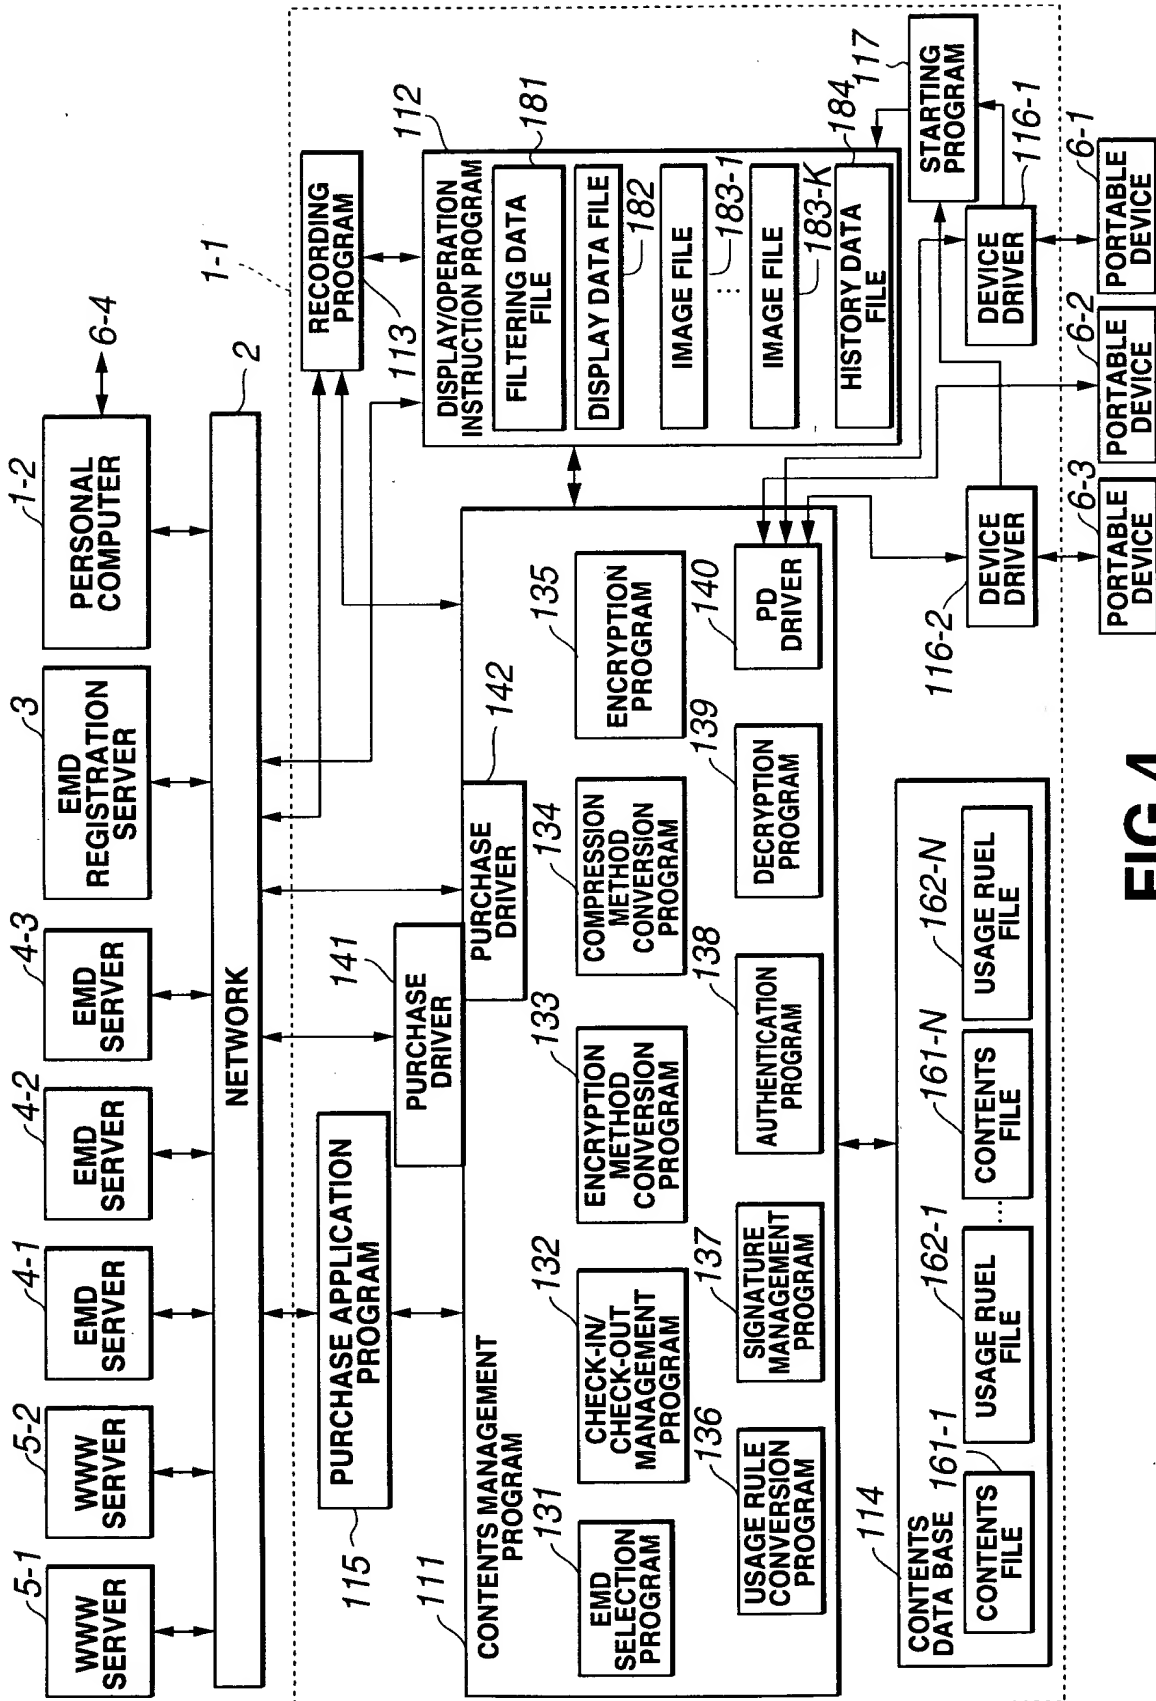 5-1
WWW
SERVER
5-2
WWW
SERVER
4-1
EMD
SERVER
4-2
EMD
SERVER
4-3
EMD
SERVER
3
EMD
REGISTRATION
SERVER
1-2
PERSONAL
COMPUTER
6-4
NETWORK
2
1-1
115
PURCHASE APPLICATION
PROGRAM
141
PURCHASE
DRIVER
142
PURCHASE
DRIVER
RECORDING
PROGRAM
113
111
CONTENTS MANAGEMENT
PROGRAM
131
EMD
SELECTION
PROGRAM
132
CHECK-IN/
CHECK-OUT
MANAGEMENT
PROGRAM
133
ENCRYPTION
METHOD
CONVERSION
PROGRAM
134
COMPRESSION
METHOD
CONVERSION
PROGRAM
135
ENCRYPTION
PROGRAM
136
USAGE RULE
CONVERSION
PROGRAM
137
SIGNATURE
MANAGEMENT
PROGRAM
138
AUTHENTICATION
PROGRAM
139
DECRYPTION
PROGRAM
140
PD
DRIVER
112
DISPLAY/OPERATION
INSTRUCTION PROGRAM
181
FILTERING DATA
FILE
DISPLAY DATA FILE
182
IMAGE FILE
183-1
IMAGE FILE
183-K
HISTORY DATA
FILE
184
117
STARTING
PROGRAM
114
CONTENTS
DATA BASE
161-1
CONTENTS
FILE
162-1
USAGE RUEL
FILE
161-N
CONTENTS
FILE
162-N
USAGE RUEL
FILE
116-2
DEVICE
DRIVER
DEVICE
DRIVER
116-1
6-3
PORTABLE
DEVICE
6-2
PORTABLE
DEVICE
6-1
PORTABLE
DEVICE
FIG.4